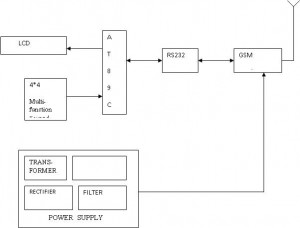 LCD
A
T
8
9
C
RS232
GSM
4*4
Multi-
function
TRANS-
FORMER
RECTIFIER
FILTER
POWER SUPPLY